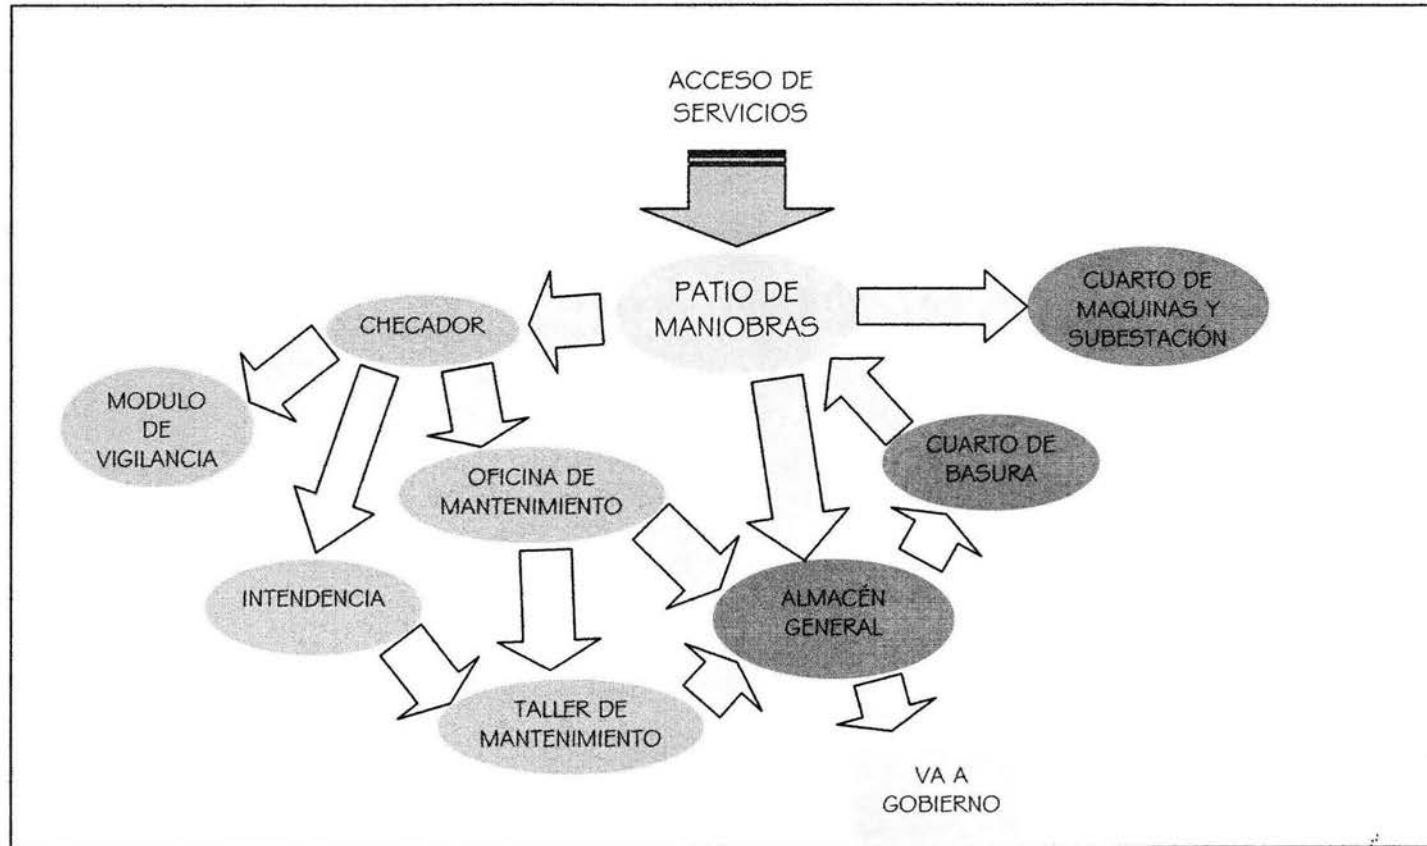 ACCESO DE
SERVICIOS
PATIO DE
MANIOBRAS
CUARTO DE
MAQUINAS Y
SUBESTACIÓN
CHECADOR
MODULO
DE
VIGILANCIA
OFICINA DE
MANTENIMIENTO
CUARTO DE
BASURA
INTENDENCIA
ALMACÉN
GENERAL
TALLER DE
MANTENIMIENTO
VA A
GOBIERNO